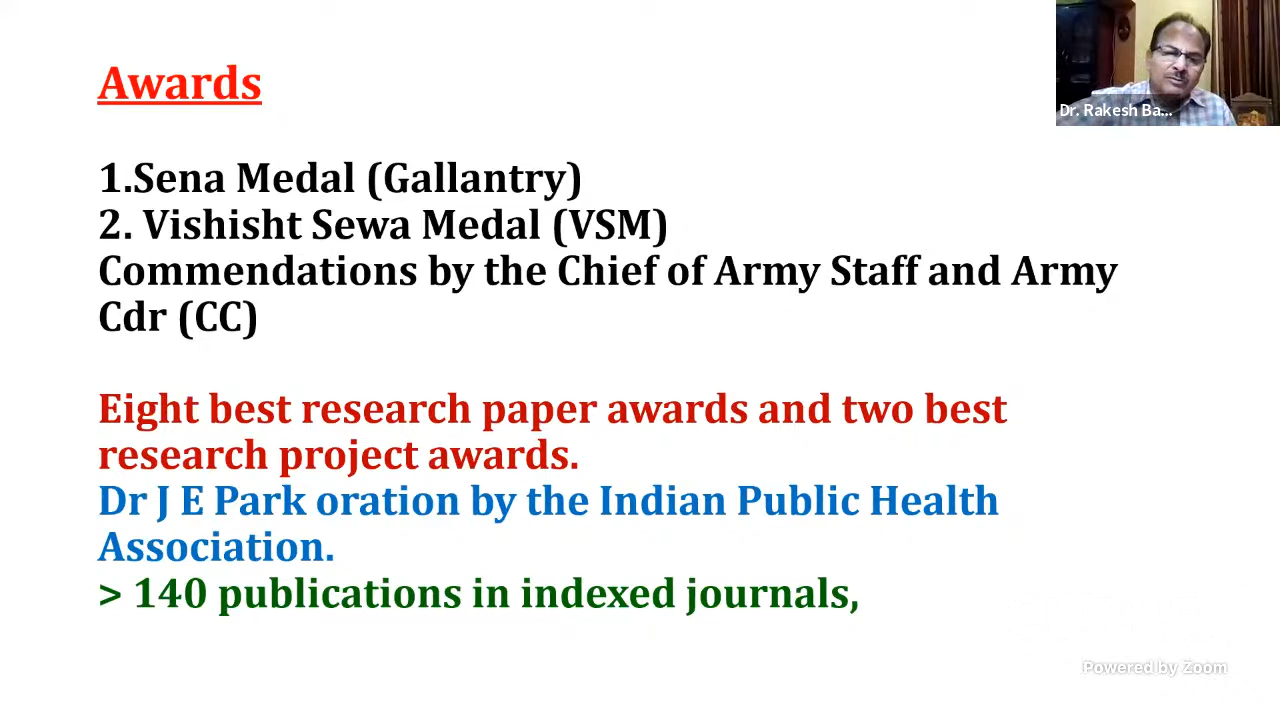 Awards
1.Sena Medal (Gallantry)
2. Vishisht Sewa Medal (VSM)
Commendations by the Chief of Army Staff and Army
Cdr (CC)
Eight best research paper awards and two best
research project awards.
Dr J E Park oration by the Indian Public Health
Association.
> 140 publications in indexed journals,
Dr. Rakesh Ba...
Powered by Zoom